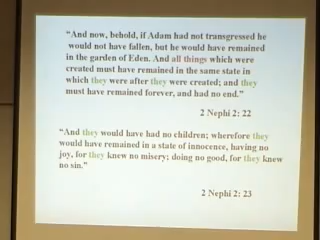 "And now, behold, if Adam had not transgressed he
would not have fallen, but he would have remained
in the garden of Eden. And all things which were
created must have remained in the same state in
which they were after they were created; and they
must have remained forever, and had no end."
2 Nephi 2: 22
"And they would have had no children; wherefore they
would have remained in a state of innocence, having no
joy, for they knew no misery; doing no good, for they knew
no sin."
2 Nephi 2: 23